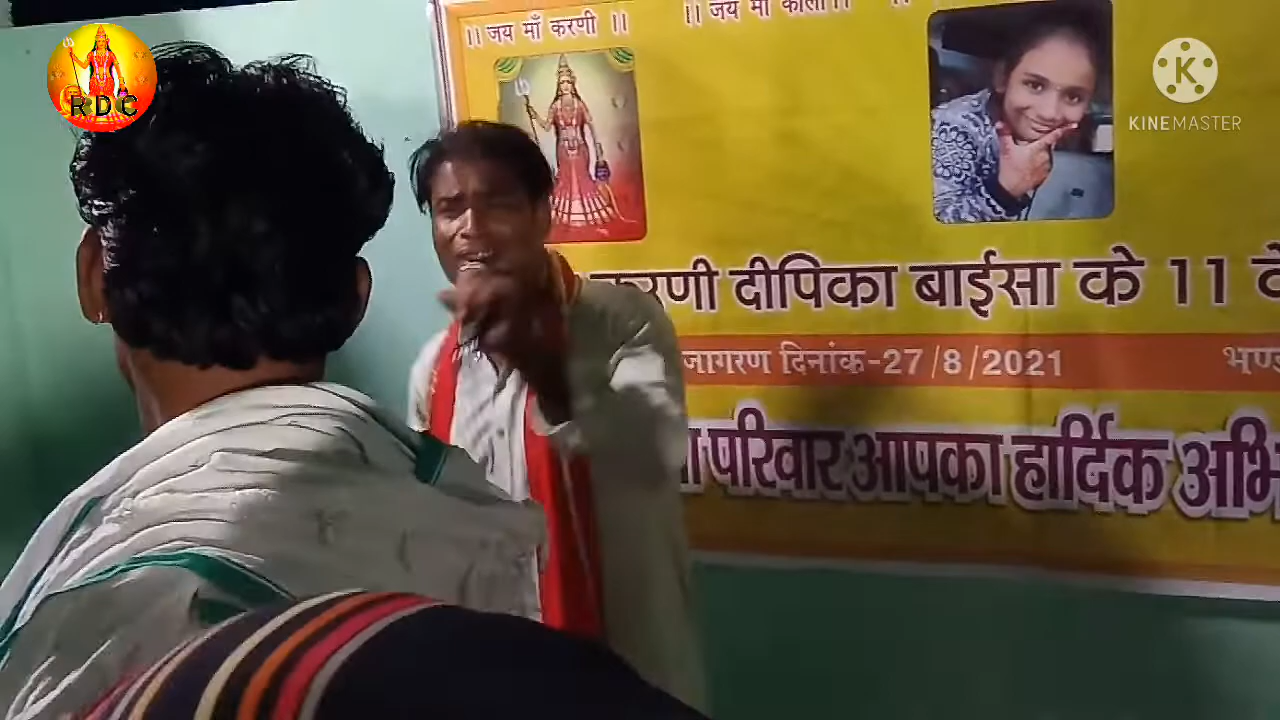 RDC
।। जय माँ करणी ।।
।। जय माँ काली ।।
KINEMASTER
करणी दीपिका बाईसा के 11 वे
जागरण दिनांक-27/8/2021
परिवार आपका हार्दिक